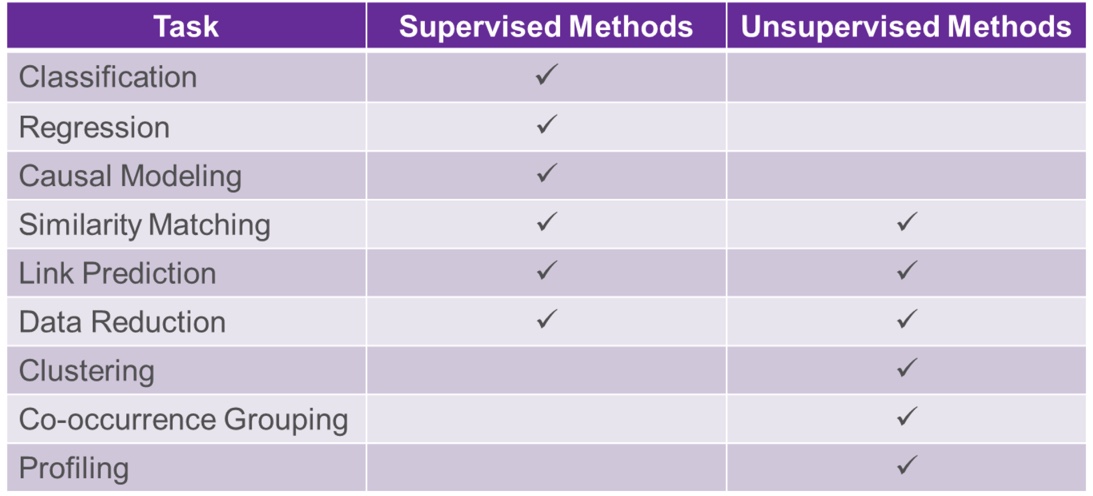 Task Supervised Methods Unsupervised Methods
Classification ✓
Regression ✓
Causal Modeling ✓
Similarity Matching ✓ ✓
Link Prediction ✓ ✓
Data Reduction ✓ ✓
Clustering ✓
Co-occurrence Grouping ✓
Profiling ✓